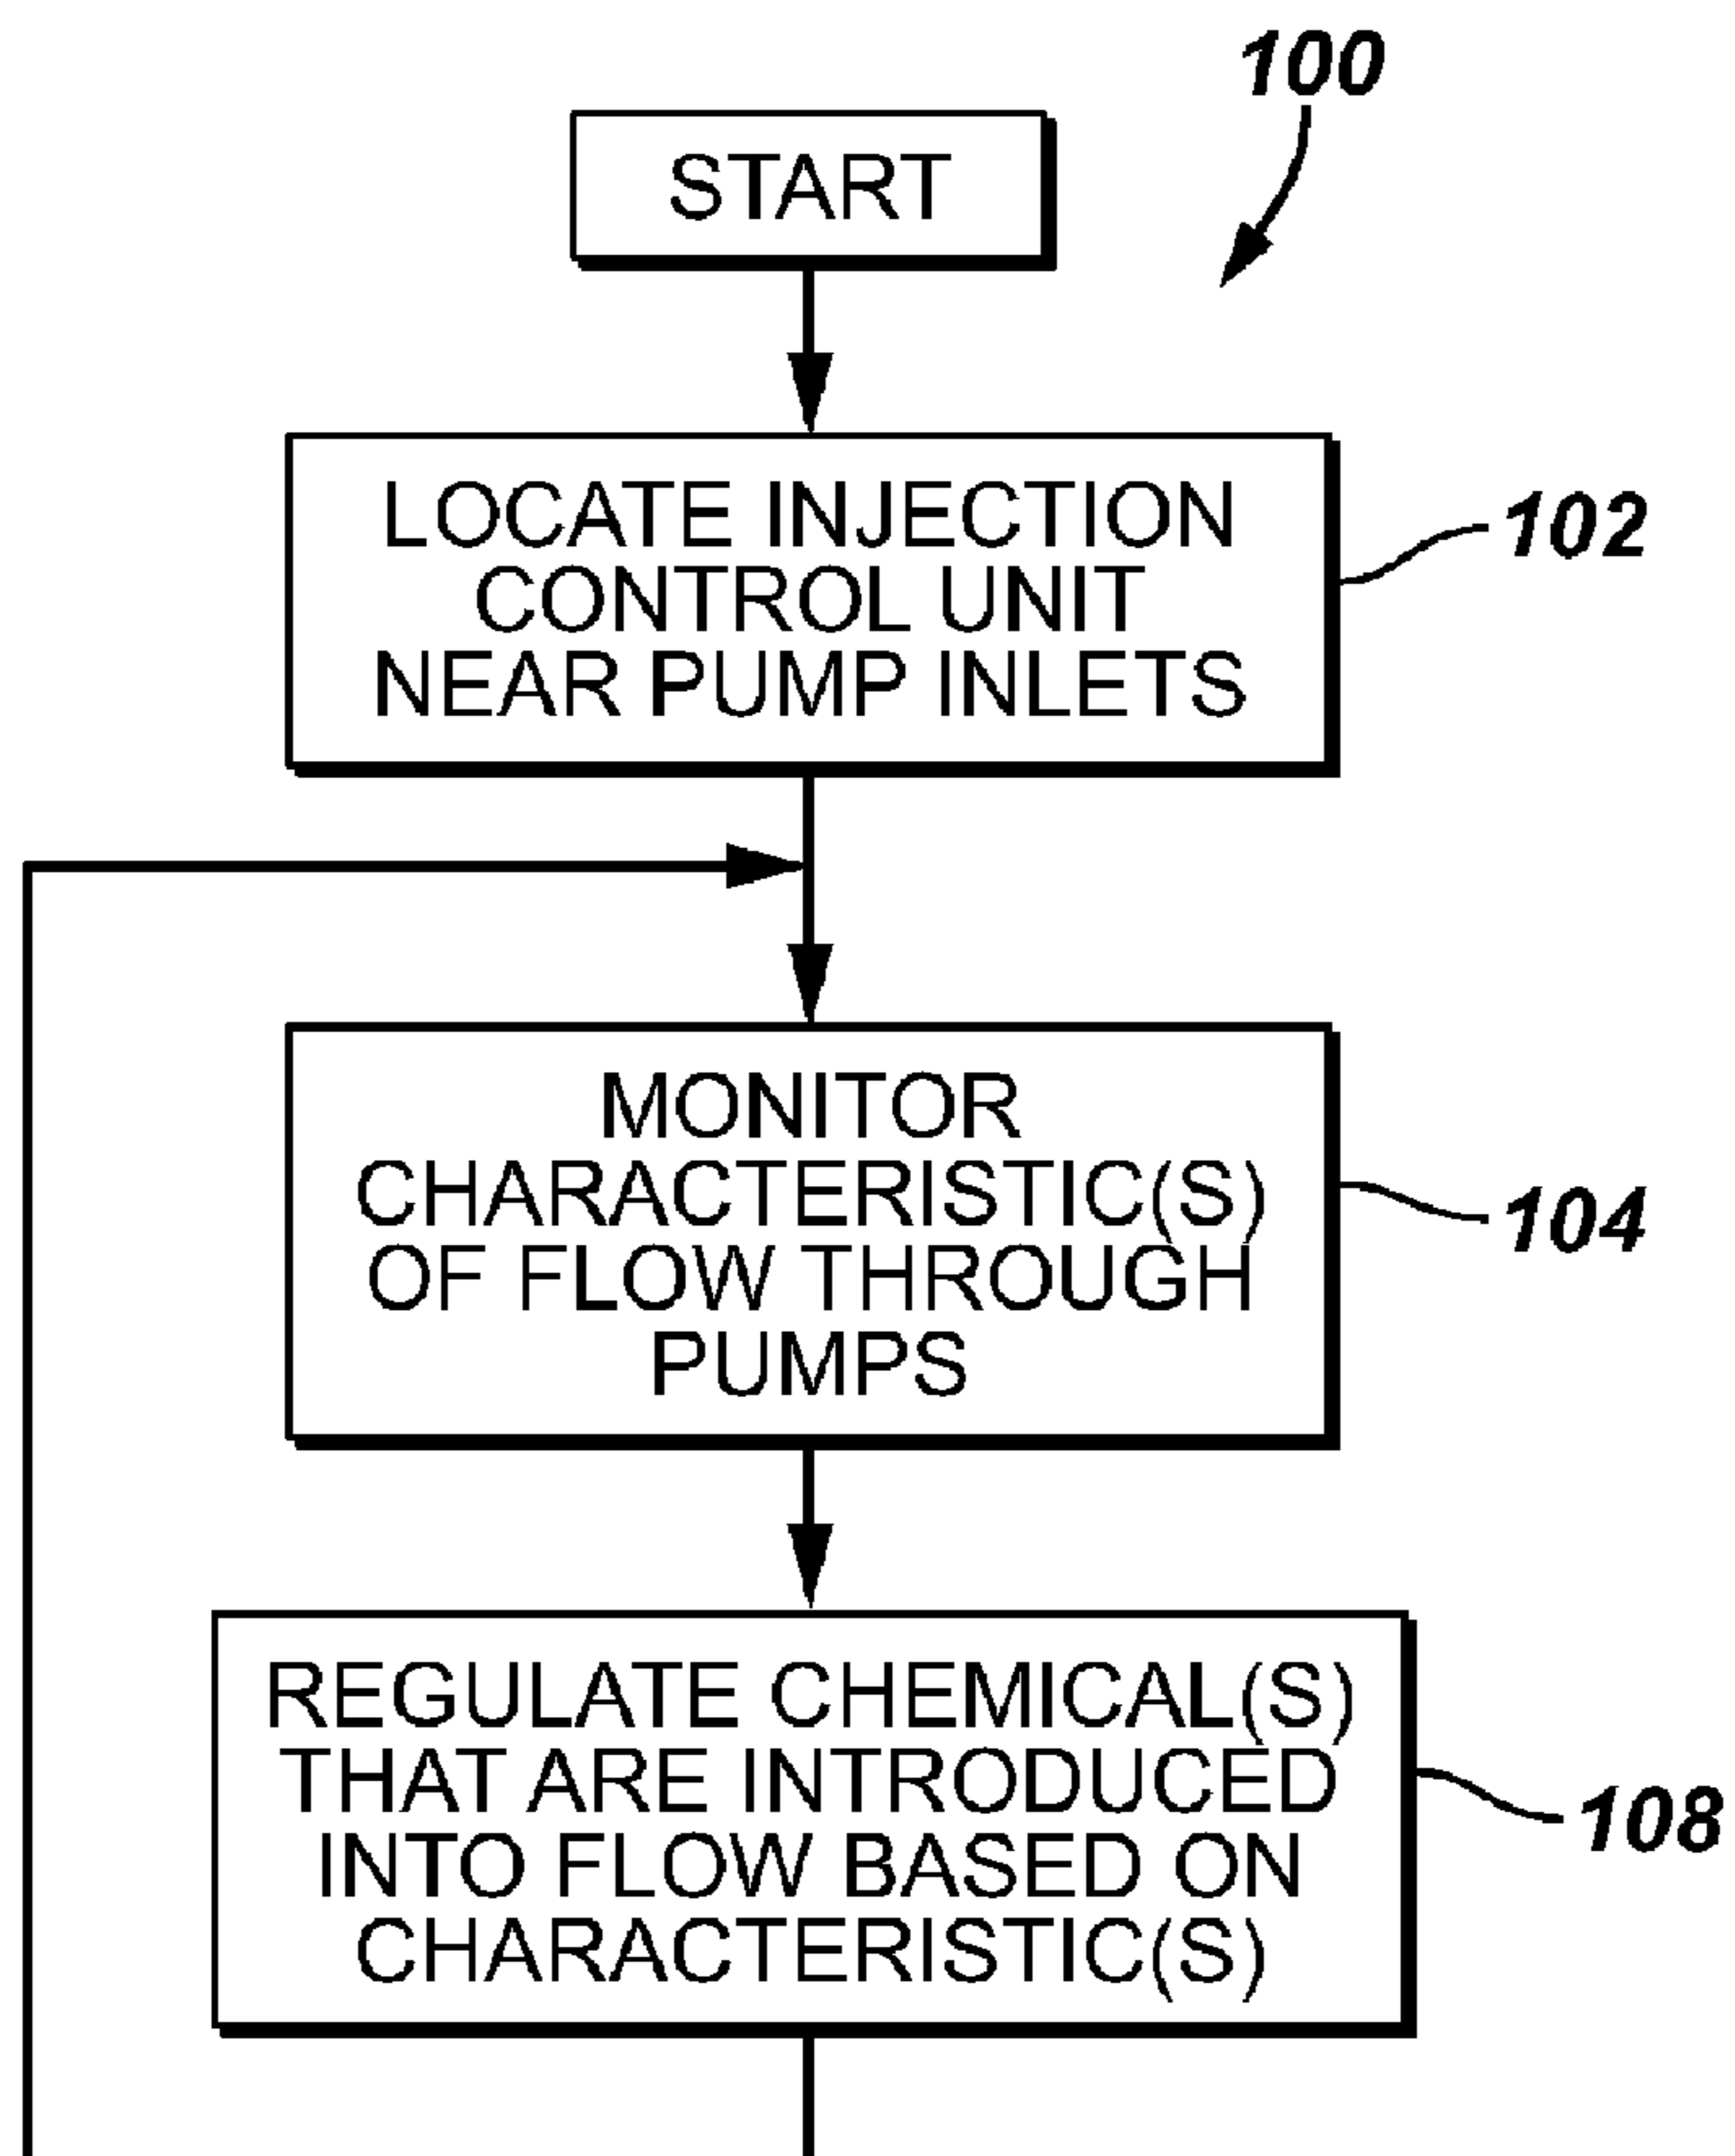 100
START
LOCATE INJECTION
CONTROL UNIT
NEAR PUMP INLETS
102
MONITOR
CHARACTERISTIC(S)
OF FLOW THROUGH
PUMPS
104
REGULATE CHEMICAL(S)
THAT ARE INTRODUCED
INTO FLOW BASED ON
CHARACTERISTIC(S)
108